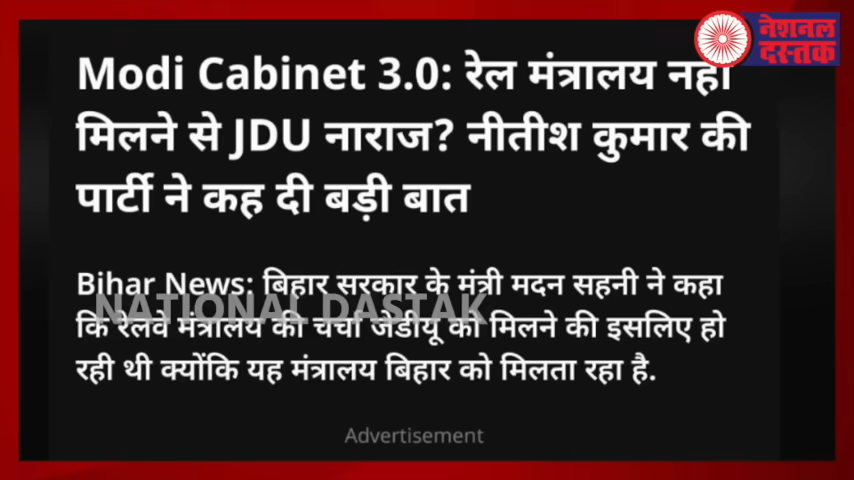 नेशनल
दस्तक
Modi Cabinet 3.0: रेल मंत्रालय नहीं
मिलने से JDU नाराज? नीतीश कुमार की
पार्टी ने कह दी बड़ी बात
Bihar News: बिहार सरकार के मंत्री मदन सहनी ने कहा
NATIONAL DASTAK
कि रेलवे मंत्रालय की चर्चा जेडीयू को मिलने की इसलिए हो
रही थी क्योंकि यह मंत्रालय बिहार को मिलता रहा है.
Advertisement